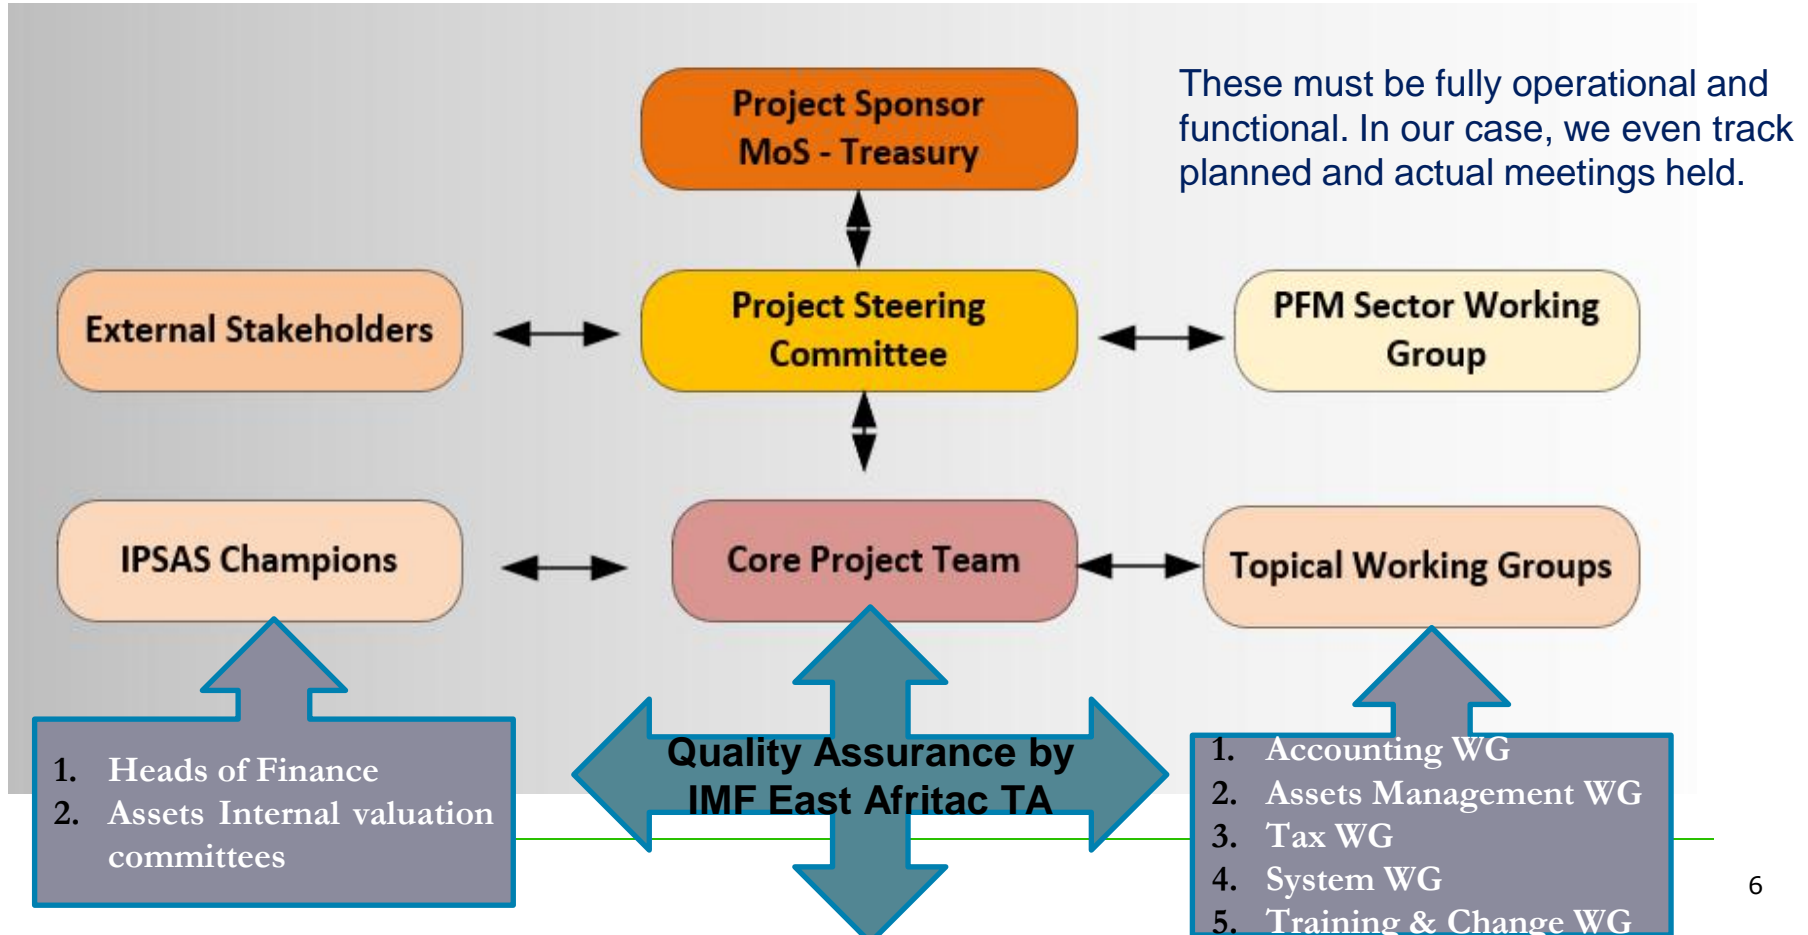 These must be fully operational and
functional. In our case, we even track
planned and actual meetings held.
Project Sponsor
MoS - Treasury
External Stakeholders
Project Steering
Committee
PFM Sector Working
Group
IPSAS Champions
Core Project Team
Topical Working Groups
1. Heads of Finance
2. Assets Internal valuation
committees
Quality Assurance by
IMF East Afritac TA
1. Accounting WG
2. Assets Management WG
3. Tax WG
4. System WG
5. Training & Change WG
6